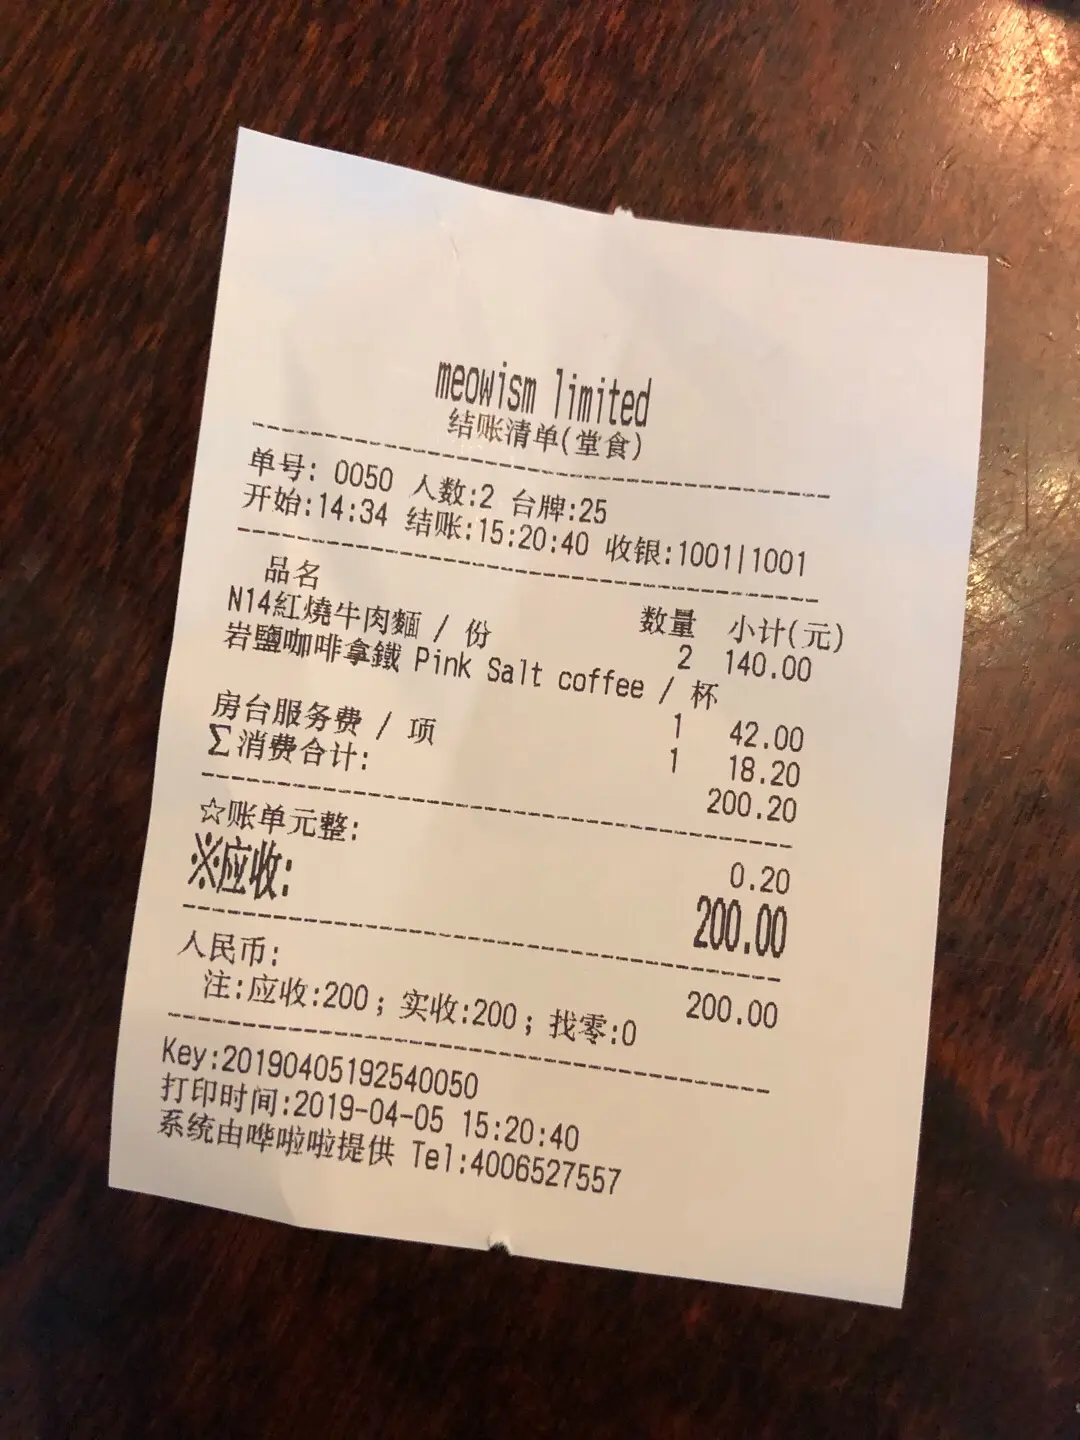 meowism limited
结账清单(堂食)
单号: 0050 人数:2 台牌:25
开始:14:34 结账:15:20:40 收银:1001|1001
品名 数量 小计(元)
N14紅燒牛肉麵 / 份 2 140.00
岩鹽咖啡拿鐵 Pink Salt coffee / 杯
1 42.00
房台服务费 / 项 1 18.20
∑消费合计: 200.20
☆账单元整: 0.20
※应收: 200.00
人民币: 200.00
注:应收:200; 实收:200; 找零:0
Key:20190405192540050
打印时间:2019-04-05 15:20:40
系统由哗啦啦提供 Tel:4006527557